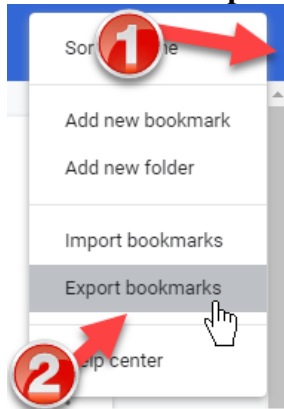 1
Add new bookmark
Add new folder
Import bookmarks
Export bookmarks
2
center